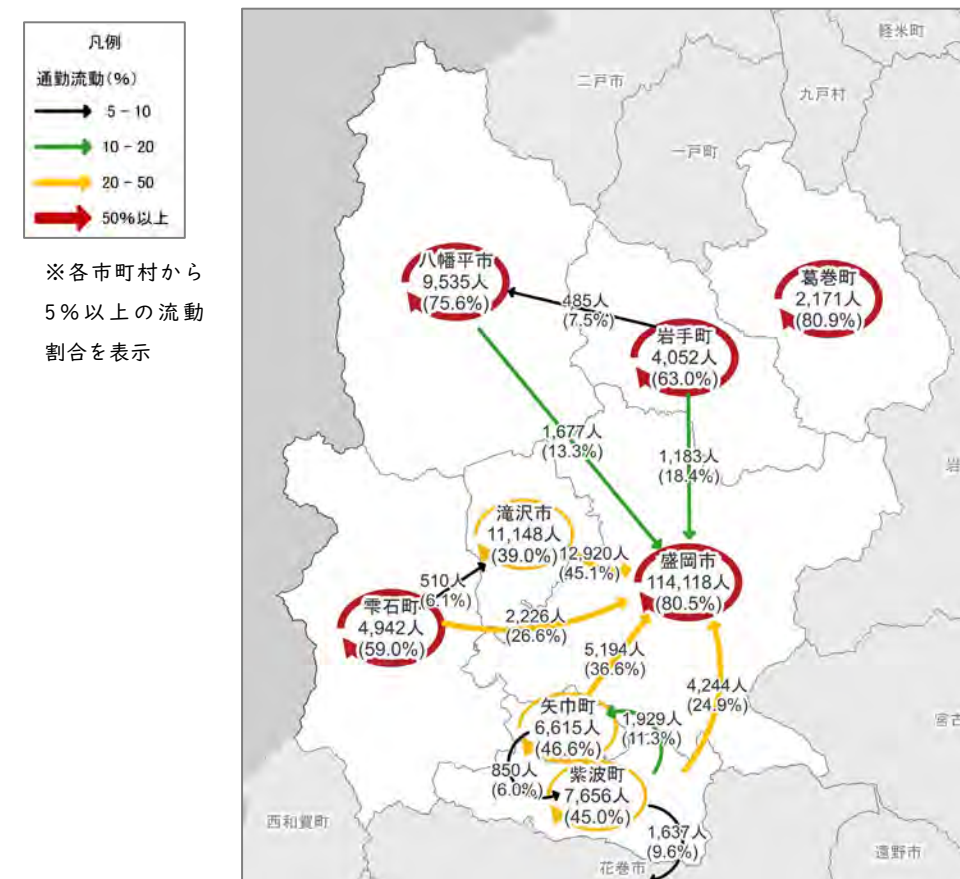 凡例
通勤流動(%)
5 - 10
10 - 20
20 - 50
50%以上
※各市町村から
5%以上の流動
割合を表示
軽米町
二戸市
九戸村
一戸町
八幡平市
9,535人
(75.6%)
485人
(7.5%)
岩手町
4,052人
(63.0%)
葛巻町
2,171人
(80.9%)
1,677人
(13.3%)
1,183人
(18.4%)
岩
滝沢市
11,148人
(39.0%)
12,920人
(45.1%)
盛岡市
114,118人
(80.5%)
510人
(6.1%)
雫石町
4,942人
(59.0%)
2,226人
(26.6%)
5,194人
(36.6%)
4,244人
(24.9%)
矢巾町
6,615人
(46.6%)
1,929人
(11.3%)
宮古
850人
(6.0%)
紫波町
7,656人
(45.0%)
1,637人
(9.6%)
西和賀町
花巻市
遠野市